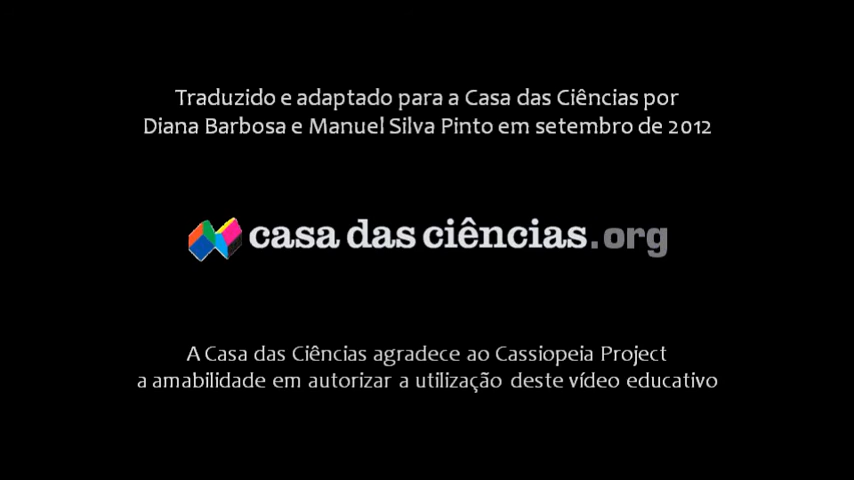 Traduzido e adaptado para a Casa das Ciências por
Diana Barbosa e Manuel Silva Pinto em setembro de 2012
casa das ciências.org
A Casa das Ciências agradece ao Cassiopeia Project
a amabilidade em autorizar a utilização deste vídeo educativo